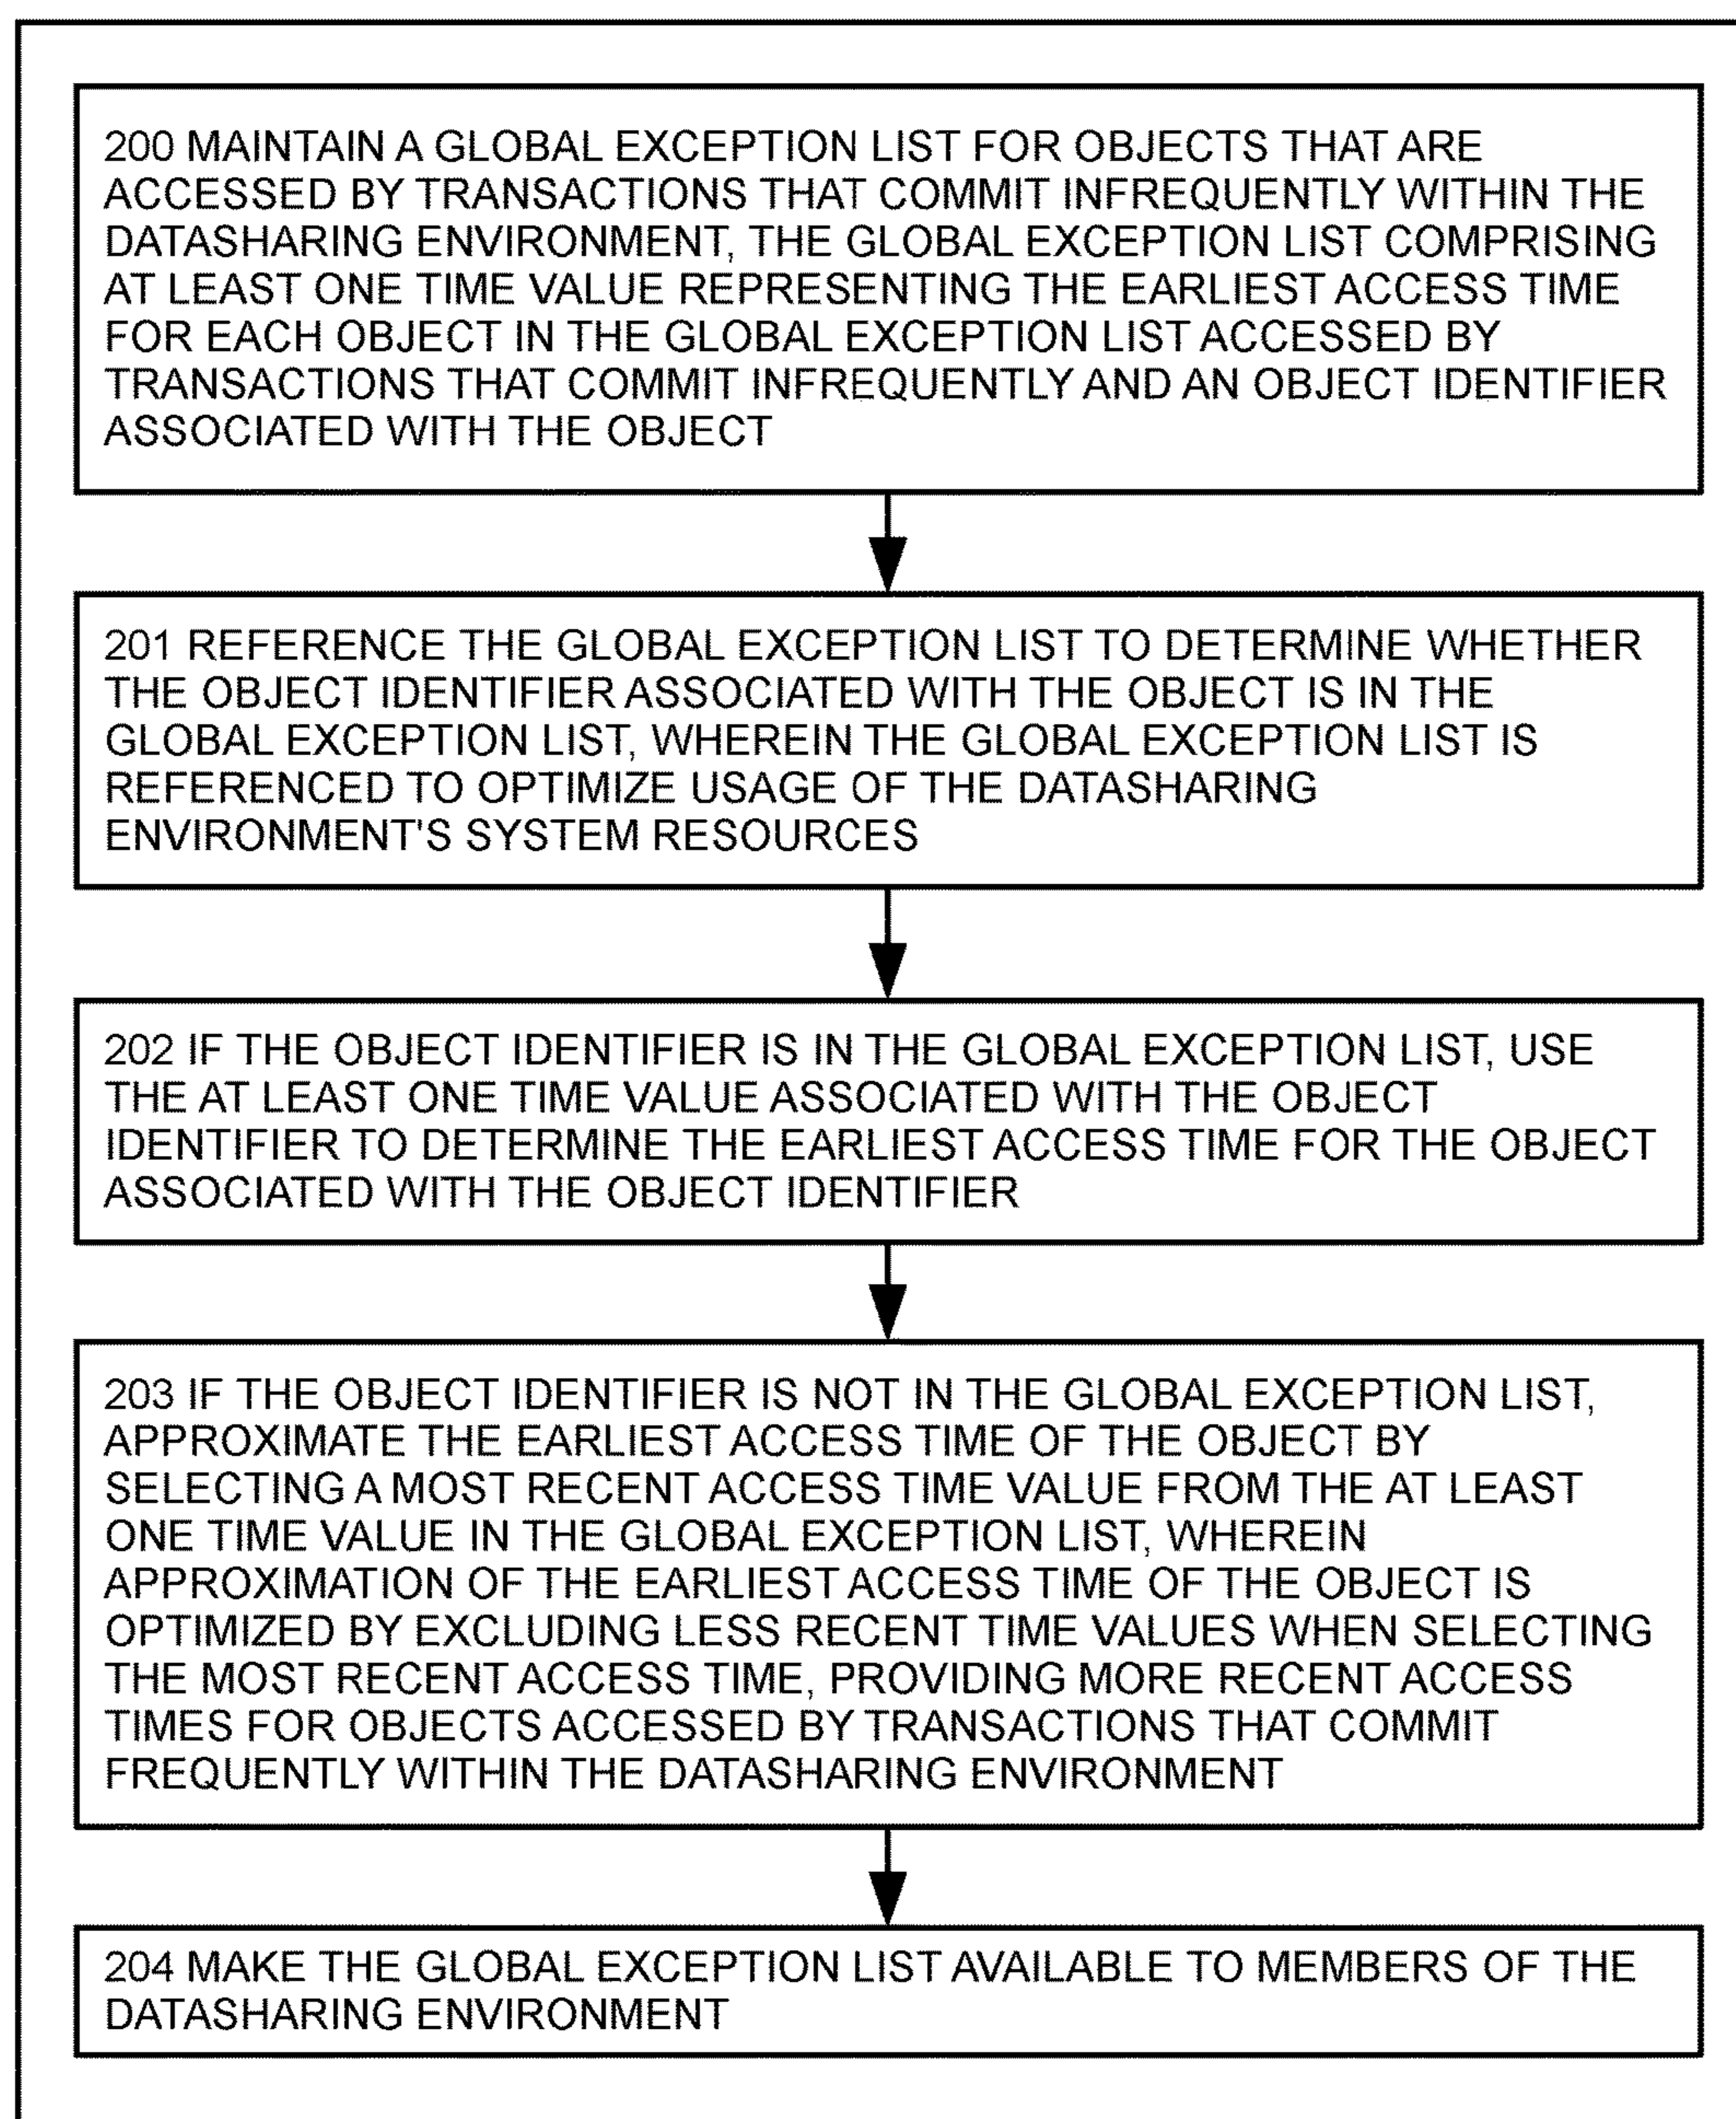 200 MAINTAIN A GLOBAL EXCEPTION LIST FOR OBJECTS THAT ARE
ACCESSED BY TRANSACTIONS THAT COMMIT INFREQUENTLY WITHIN THE
DATASHARING ENVIRONMENT, THE GLOBAL EXCEPTION LIST COMPRISING
AT LEAST ONE TIME VALUE REPRESENTING THE EARLIEST ACCESS TIME
FOR EACH OBJECT IN THE GLOBAL EXCEPTION LIST ACCESSED BY
TRANSACTIONS THAT COMMIT INFREQUENTLY AND AN OBJECT IDENTIFIER
ASSOCIATED WITH THE OBJECT
201 REFERENCE THE GLOBAL EXCEPTION LIST TO DETERMINE WHETHER
THE OBJECT IDENTIFIER ASSOCIATED WITH THE OBJECT IS IN THE
GLOBAL EXCEPTION LIST, WHEREIN THE GLOBAL EXCEPTION LIST IS
REFERENCED TO OPTIMIZE USAGE OF THE DATASHARING
ENVIRONMENT'S SYSTEM RESOURCES
202 IF THE OBJECT IDENTIFIER IS IN THE GLOBAL EXCEPTION LIST, USE
THE AT LEAST ONE TIME VALUE ASSOCIATED WITH THE OBJECT
IDENTIFIER TO DETERMINE THE EARLIEST ACCESS TIME FOR THE OBJECT
ASSOCIATED WITH THE OBJECT IDENTIFIER
203 IF THE OBJECT IDENTIFIER IS NOT IN THE GLOBAL EXCEPTION LIST,
APPROXIMATE THE EARLIEST ACCESS TIME OF THE OBJECT BY
SELECTING A MOST RECENT ACCESS TIME VALUE FROM THE AT LEAST
ONE TIME VALUE IN THE GLOBAL EXCEPTION LIST, WHEREIN
APPROXIMATION OF THE EARLIEST ACCESS TIME OF THE OBJECT IS
OPTIMIZED BY EXCLUDING LESS RECENT TIME VALUES WHEN SELECTING
THE MOST RECENT ACCESS TIME, PROVIDING MORE RECENT ACCESS
TIMES FOR OBJECTS ACCESSED BY TRANSACTIONS THAT COMMIT
FREQUENTLY WITHIN THE DATASHARING ENVIRONMENT
204 MAKE THE GLOBAL EXCEPTION LIST AVAILABLE TO MEMBERS OF THE
DATASHARING ENVIRONMENT